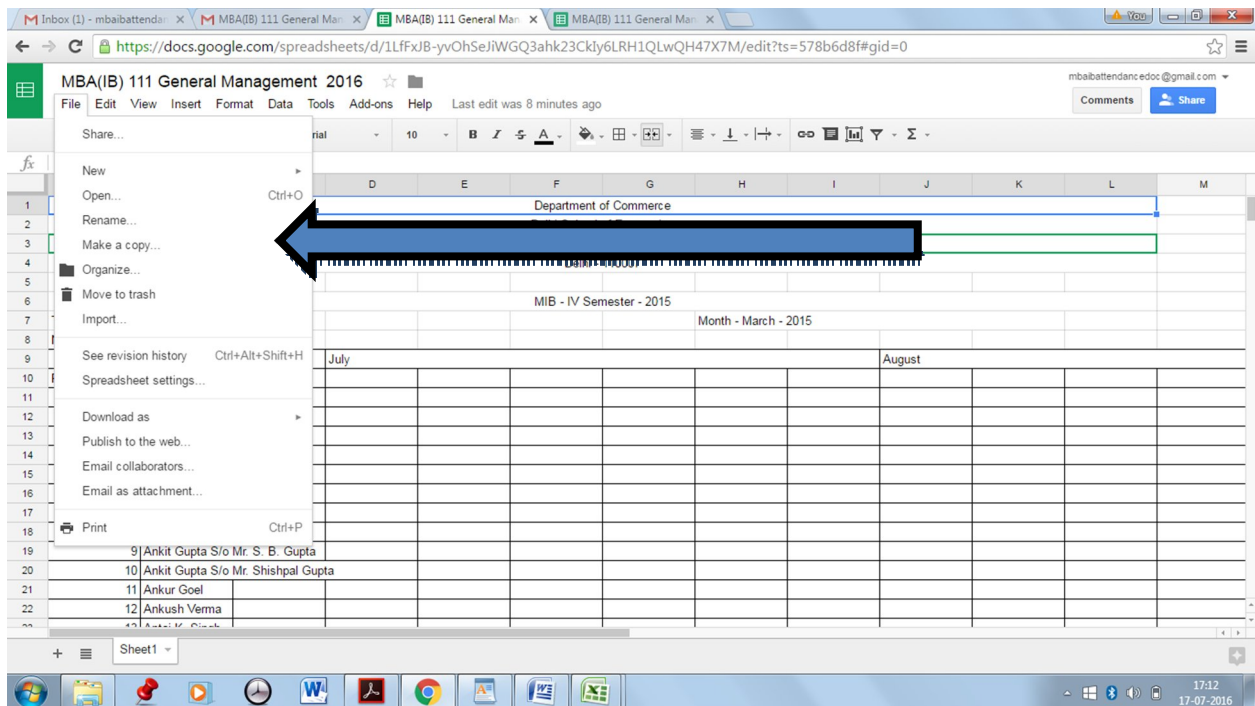 Inbox (1) - mbaibattendan
MBA(IB) 111 General Man
MBA(IB) 111 General Man
MBA(IB) 111 General Man
You
https://docs.google.com/spreadsheets/d/1LfFxJB-yvOhSeJiWGQ3ahk23CkIy6LRH1QLwQH47X7M/edit?ts=578b6d8f#gid=0
MBA(IB) 111 General Management 2016
mbaibattendancedoc@gmail.com
File Edit View Insert Format Data Tools Add-ons Help Last edit was 8 minutes ago
Comments Share
Share...
rial 10 B I S A
fx
New
D E F G H I J K L M
Open... Ctrl+O
1 Department of Commerce
Rename...
2
Make a copy...
3
4
Organize...
5
Move to trash
6 MIB - IV Semester - 2015
Import...
7 Month - March - 2015
8
See revision history Ctrl+Alt+Shift+H
9 July August
Spreadsheet settings...
10
11
Download as
12
Publish to the web...
13
14
Email collaborators...
15
Email as attachment...
16
17
Print Ctrl+P
18
19 9 Ankit Gupta S/o Mr. S. B. Gupta
20 10 Ankit Gupta S/o Mr. Shishpal Gupta
21 11 Ankur Goel
22 12 Ankush Verma
Sheet1
17:12
17-07-2016